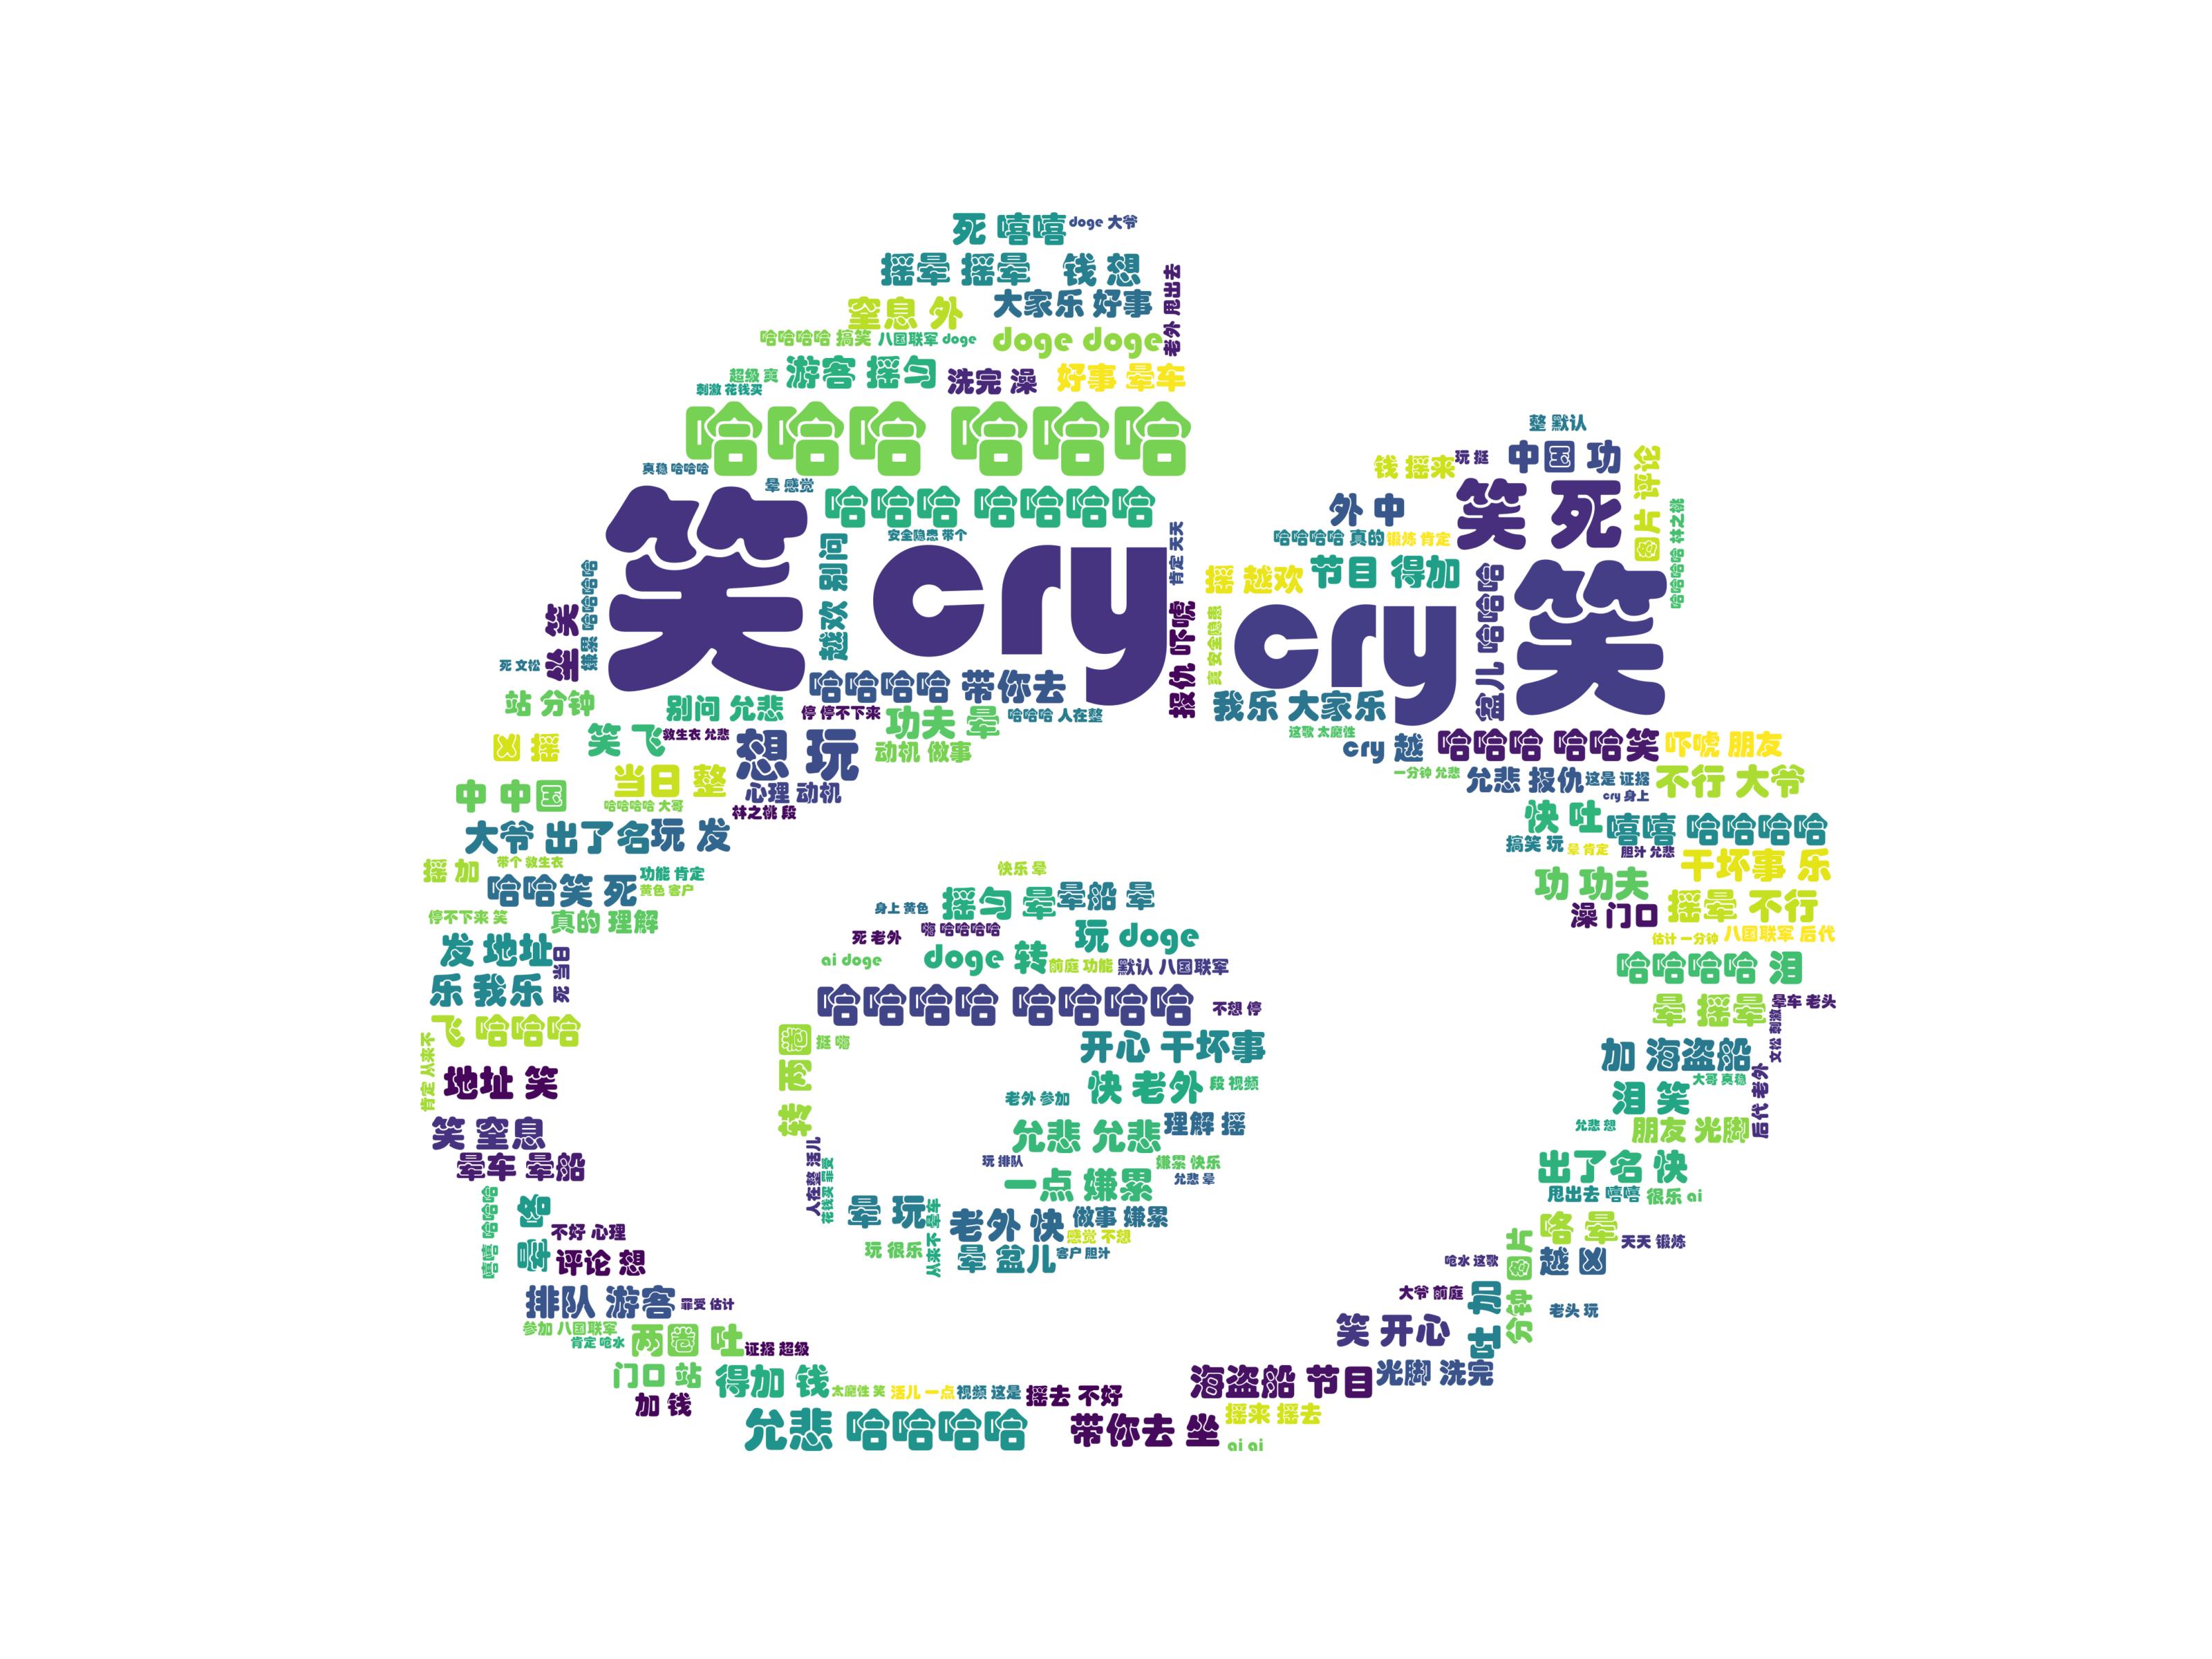 死 嘻嘻 doge 大爷
摇晕 摇晕 钱 想
窒息 外 大家乐 好事
老外 甩出去
哈哈哈哈 搞笑 八国联军 doge doge doge
超级 爽 游客 摇匀 洗完 澡 好事 晕车
刺激 花钱买
哈哈哈 哈哈哈
真稳 哈哈哈
晕 感觉
哈哈哈 哈哈哈哈
安全隐患 带个
整 默认
钱 摇来 玩 挺 中国 功
图片 评论
外 中 笑 死
哈哈哈哈 林之桃
哈哈哈哈 真的 锻炼 肯定
肯定 天天
摇 越欢 节目 得加
笑 cry
越欢 别问
cry 笑
盆儿 哈哈哈哈
报仇 吓唬
爽 安全隐患
坐 笑
嫌累 哈哈哈哈
死 文松
哈哈哈哈 带你去
站 分钟 别问 允悲 停 停不下来 功夫 晕 哈哈哈 人在整
我乐 大家乐
这歌 太魔性
凶 摇 笑 飞 救生衣 允悲 想 玩 动机 做事
cry 越 哈哈哈 哈哈笑 吓唬 朋友
当日 整 心理 动机
一分钟 允悲 允悲 报仇 这是 证据 不行 大爷
cry 身上
中 中国 哈哈哈哈 大哥 林之桃 段
快 吐 嘻嘻 哈哈哈哈
大爷 出了名 玩 发
搞笑 玩 晕 肯定 胆汁 允悲 干坏事 乐
摇 加 带个 救生衣
哈哈笑 死 功能 肯定
黄色 客户
快乐 晕
功 功夫
停不下来 笑 真的 理解
身上 黄色 摇匀 晕 晕船 晕
澡 门口 摇晕 不行
死 老外 嗨 哈哈哈哈 玩 doge
估计 一分钟 八国联军 后代
发 地址
死 当日
ai doge doge 转 前庭 功能 默认 八国联军
哈哈哈哈 泪
乐 我乐
哈哈哈哈 哈哈哈哈 不想 停
晕 摇晕 晕车 老头
文松 刺激
飞 哈哈哈
肯定 从来不
转 两圈 挺 嗨 开心 干坏事
加 海盗船
地址 笑
快 老外 段 视频
泪 笑 大哥 真稳
后代 老外
老外 参加
笑 窒息
允悲 允悲 理解 摇
允悲 想 朋友 光脚
晕车 晕船
人在整 活儿
花钱买 罪受
玩 排队 嫌累 快乐
出了名 快
一点 嫌累 允悲 晕
甩出去 嘻嘻 很乐 ai
嘻嘻 哈哈哈哈
晕 咯
不好 心理
晕 玩
从来不 晕车
老外 快 做事 嫌累
感觉 不想
咯 晕 天天 锻炼
评论 想
玩 很乐 晕 盆儿 客户 胆汁
呛水 这歌
分钟 图片
越 凶
排队 游客 罪受 估计
大爷 前庭
吐 加
老头 玩
参加 八国联军
肯定 呛水 两圈 吐 证据 超级
笑 开心
门口 站 得加 钱 太魔性 笑 活儿 一点 视频 这是 摇去 不好
海盗船 节目 光脚 洗完
加 钱
允悲 哈哈哈哈 带你去 坐 摇来 摇去
ai ai